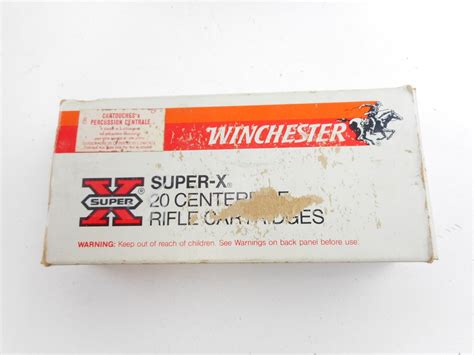 CARTOUCHES à
PERCUSSION CENTRALE
WINCHESTER
X SUPER ®
SUPER-X®
20 CENTERFIRE
RIFLE CARTRIDGES
WARNING: Keep out of reach of children. See Warnings on back panel before use.